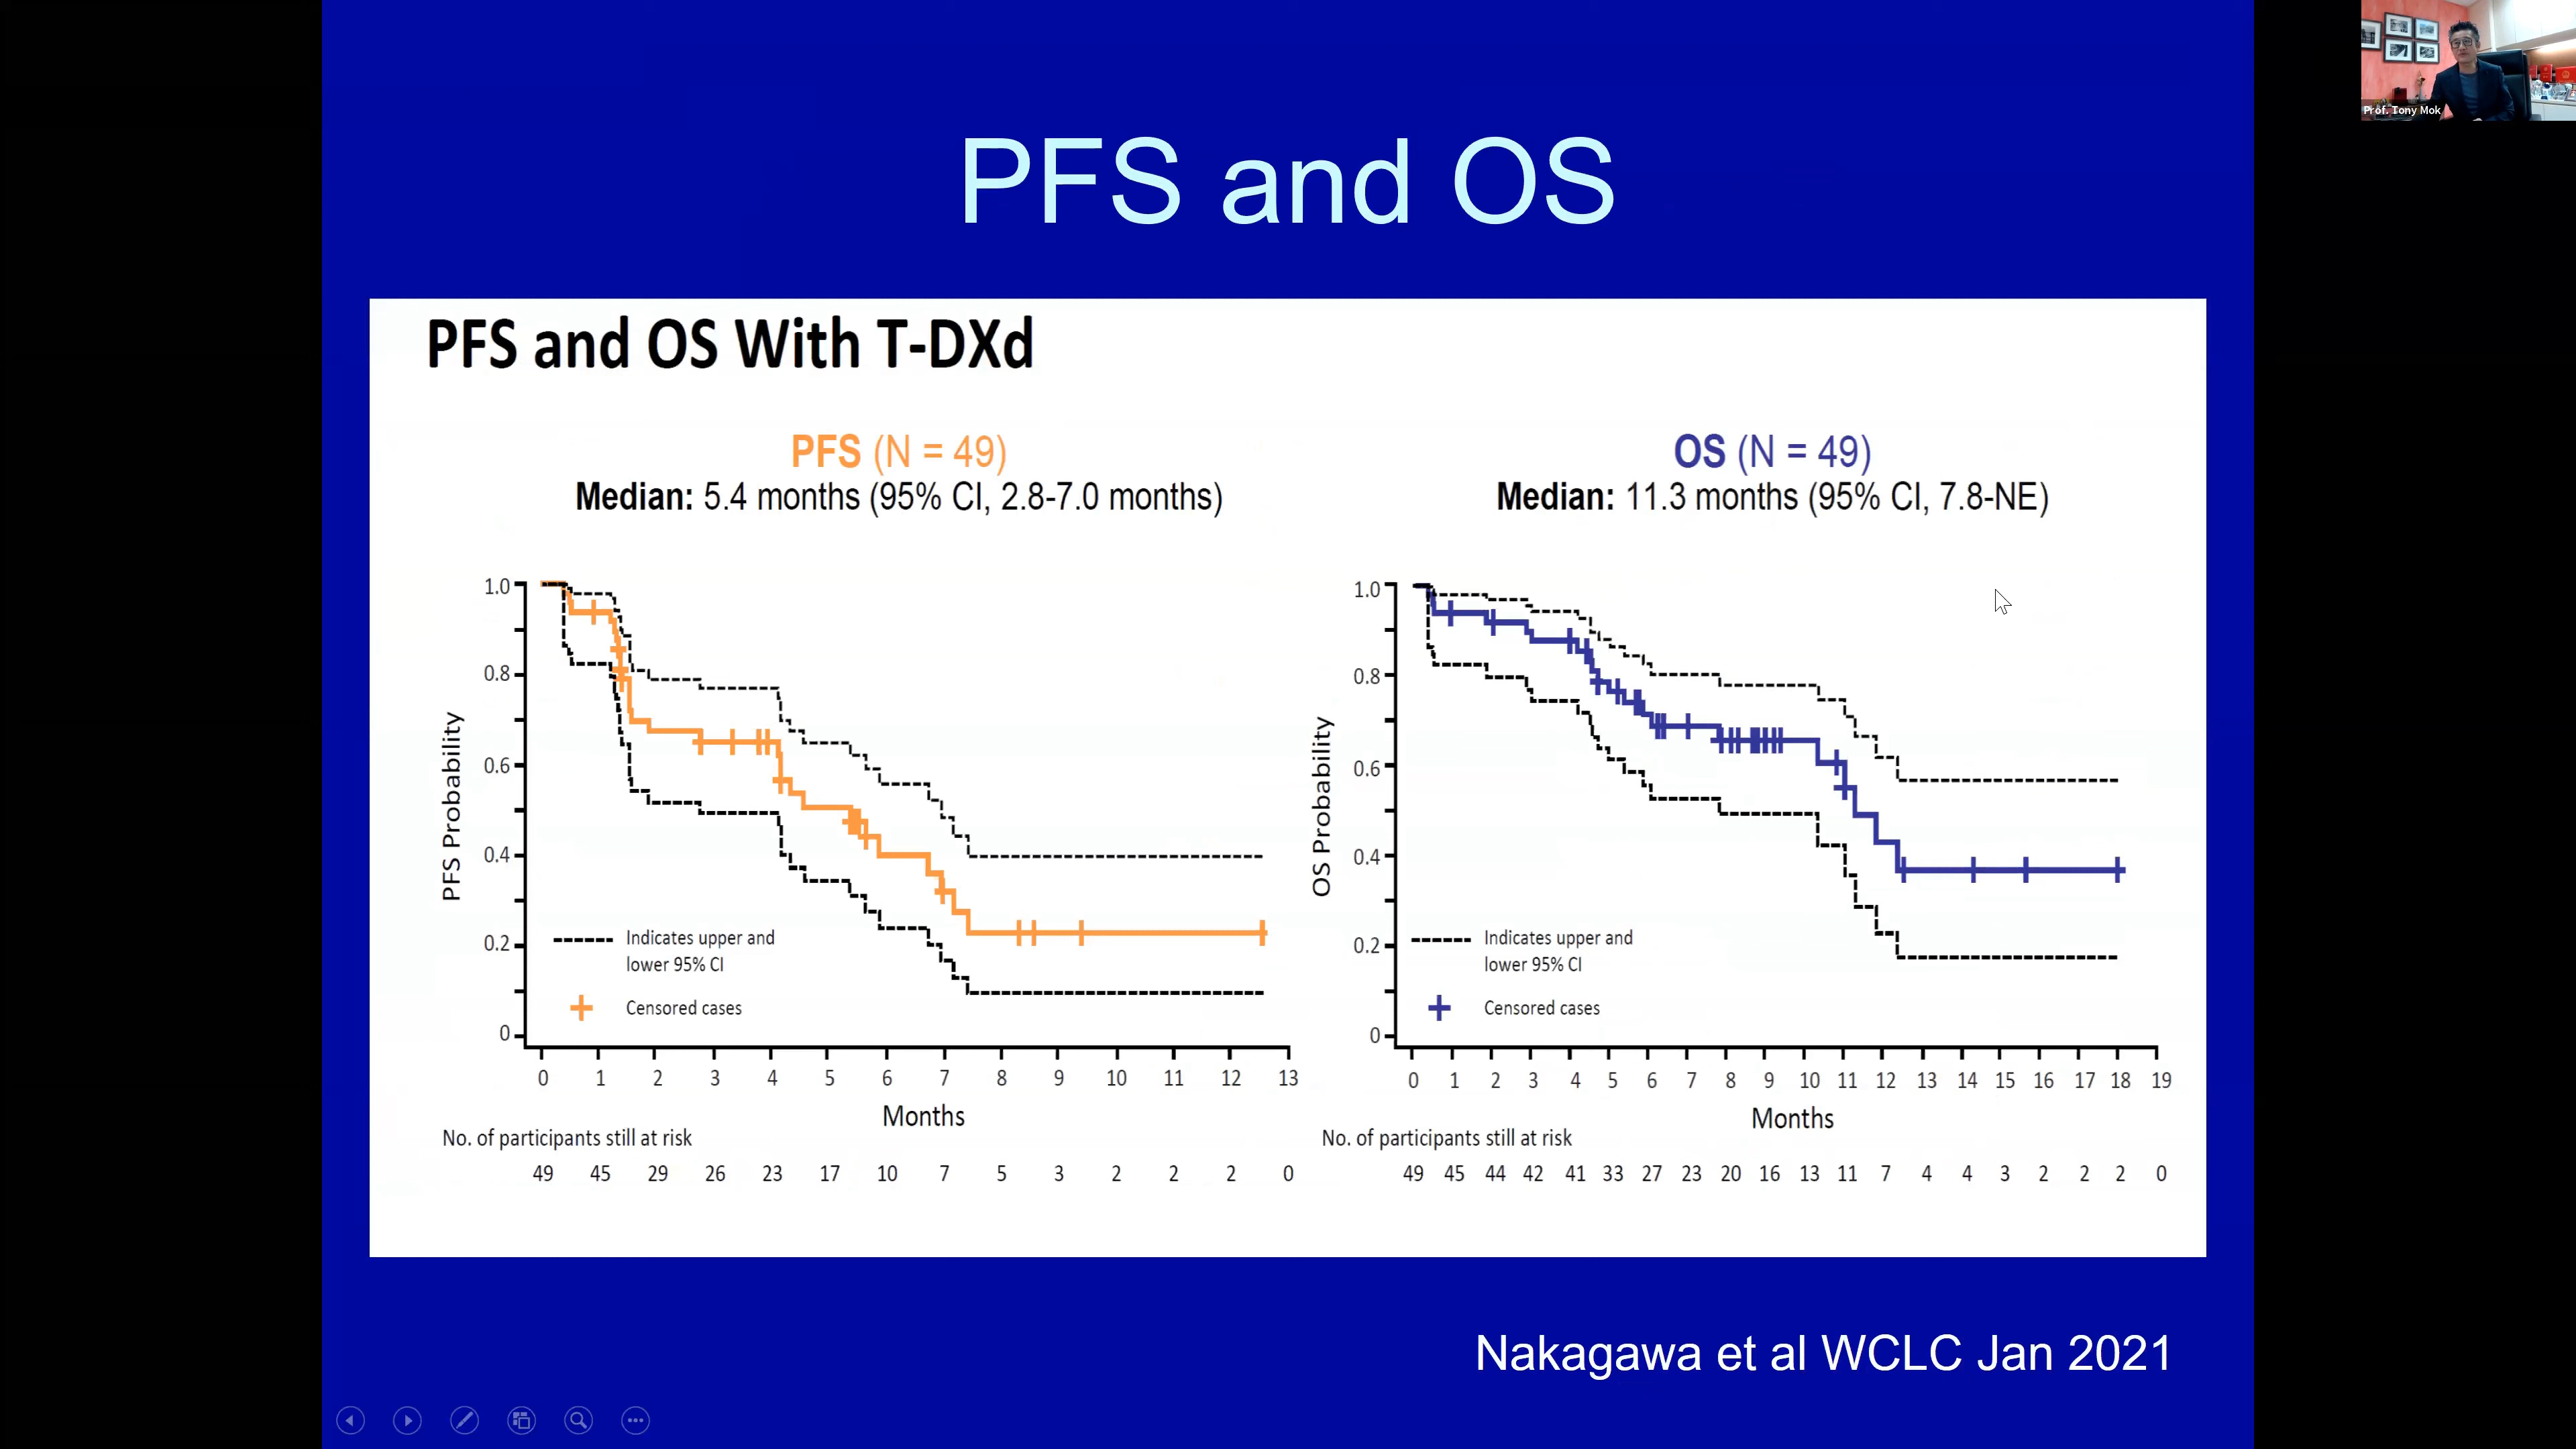 Prof. Tony Mok
PFS and OS
PFS and OS With T-DXd
PFS (N = 49)
Median: 5.4 months (95% CI, 2.8-7.0 months)
PFS Probability
1.0
0.8
0.6
0.4
0.2
0
Indicates upper and
lower 95% CI
Censored cases
0 1 2 3 4 5 6 7 8 9 10 11 12 13
Months
No. of participants still at risk
49 45 29 26 23 17 10 7 5 3 2 2 2 0
OS (N = 49)
Median: 11.3 months (95% CI, 7.8-NE)
OS Probability
1.0
0.8
0.6
0.4
0.2
0
Indicates upper and
lower 95% CI
Censored cases
0 1 2 3 4 5 6 7 8 9 10 11 12 13 14 15 16 17 18 19
Months
No. of participants still at risk
49 45 44 42 41 33 27 23 20 16 13 11 7 4 4 3 2 2 2 0
Nakagawa et al WCLC Jan 2021